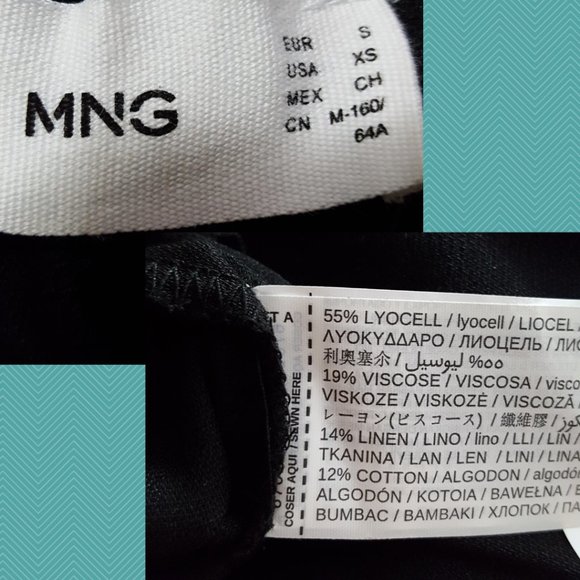 MNG
EUR S
USA XS
MEX CH
CN M-160/
64A
55% LYOCELL / lyocell / LIOCEL
ΛΥΟΚΥΔΔΑΡΟ / ЛИОЦЕЛЬ / ЛИО
利奥塞尔 / ليوسيل ٥٥%
19% VISCOSE / VISCOSA / visco
VISKOZE / VISKOZĖ / VISCOZĂ
レーヨン(ビスコース) / 纖維膠 /
14% LINEN / LINO / lino / LLI / LIN /
TKANINA / LAN / LEN / LINI / LINA
12% COTTON / ALGODON / algodó
ALGODÓN / KOTOIA / BAWEŁNA /
BUMBAC / BAMBAKI / ХЛОПОК / ПА
COSER AQUI / SEWN HERE